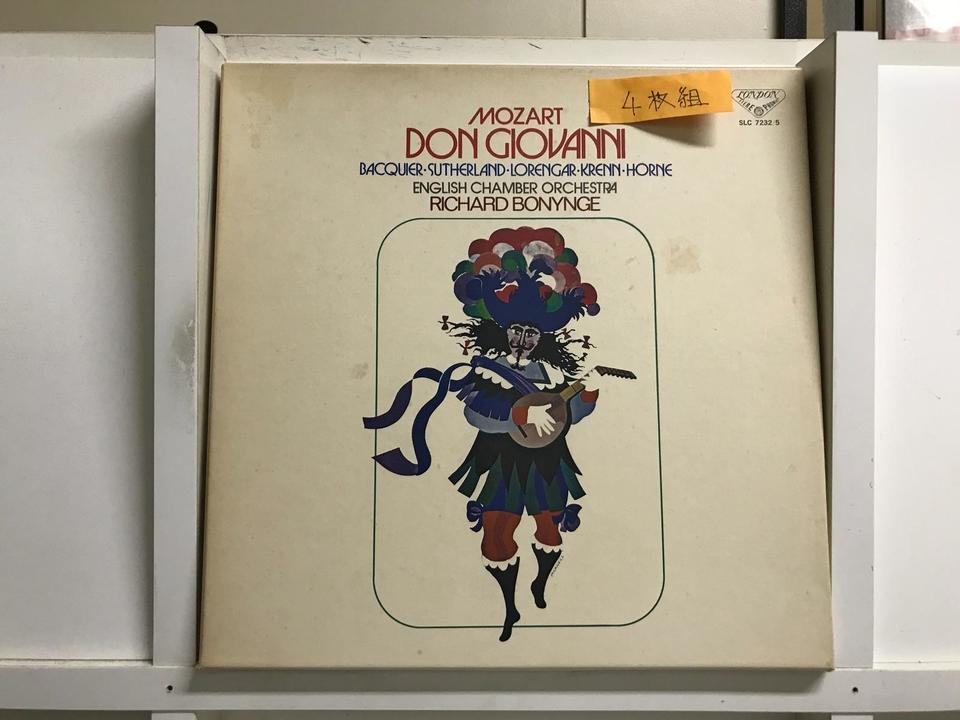 4枚組
LONDON
SLC 7232/5
MOZART
DON GIOVANNI
BACQUIER·SUTHERLAND·LORENGAR·KRENN·HORNE
ENGLISH CHAMBER ORCHESTRA
RICHARD BONYNGE